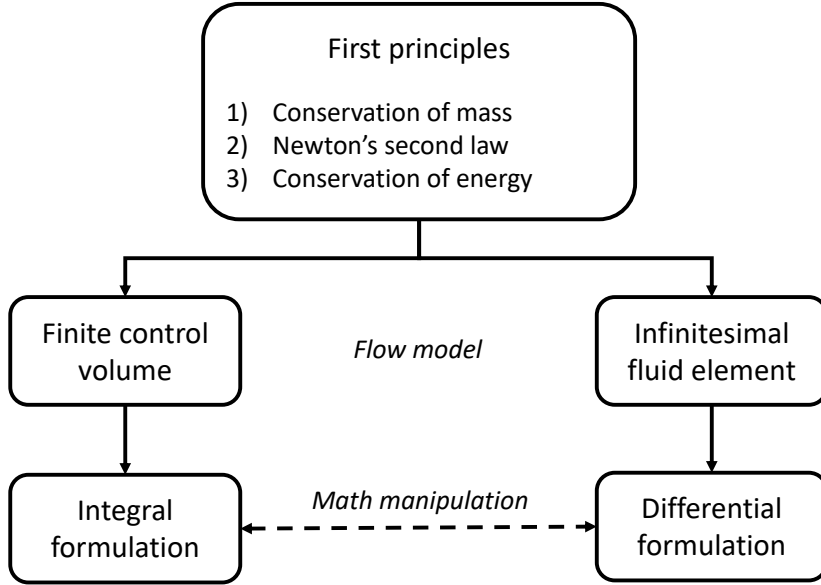 First principles
1) Conservation of mass
2) Newton’s second law
3) Conservation of energy
Finite control
volume
Flow model
Infinitesimal
fluid element
Integral
formulation
Math manipulation
Differential
formulation